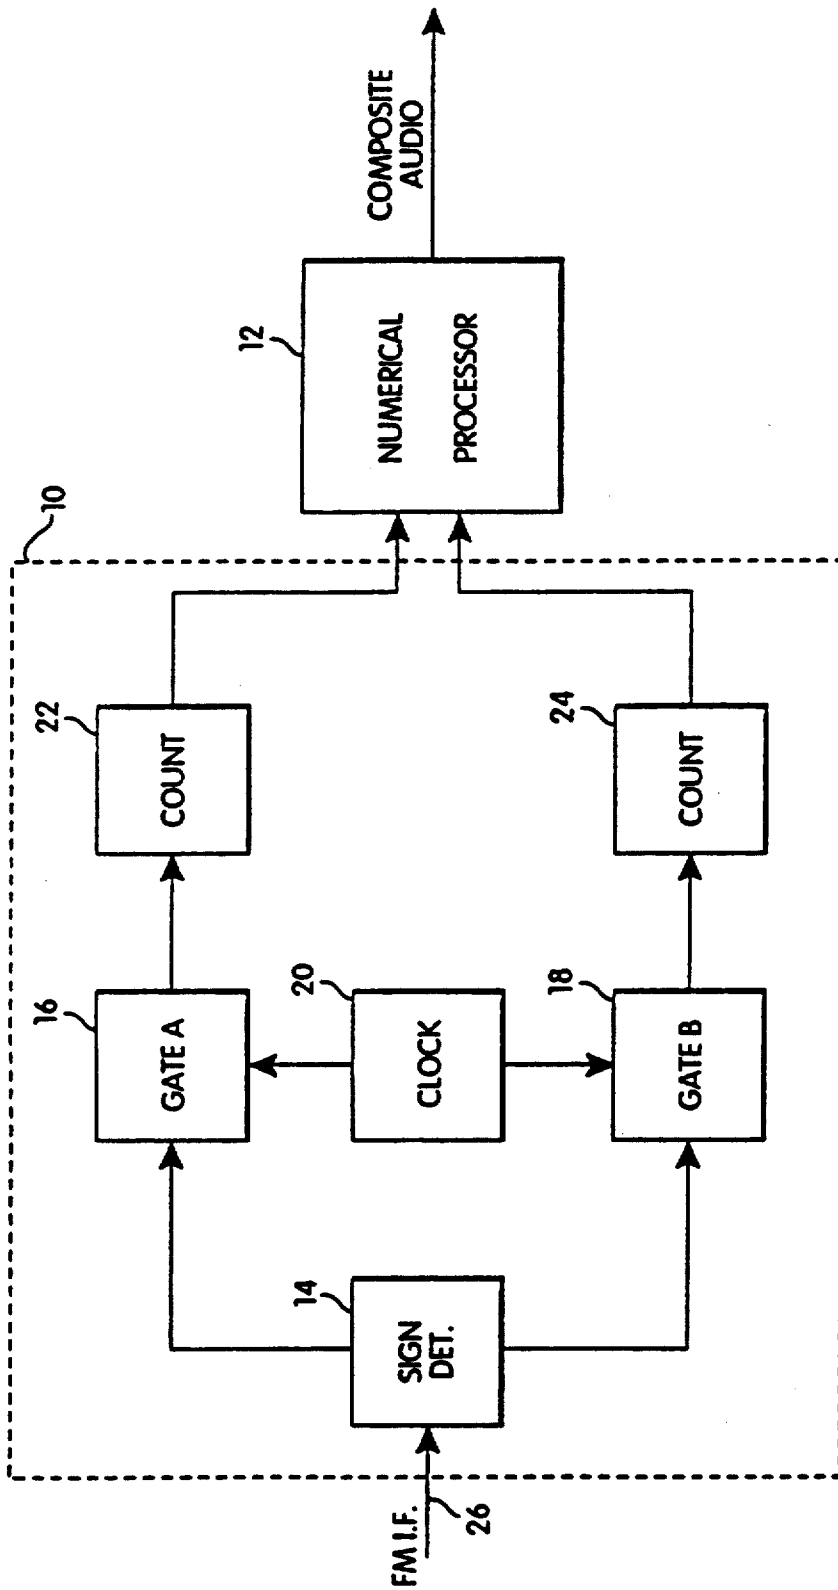 FM I.F.
26
10
SIGN
DET.
14
GATE A
16
CLOCK
20
GATE B
18
COUNT
22
COUNT
24
NUMERICAL
PROCESSOR
12
COMPOSITE
AUDIO